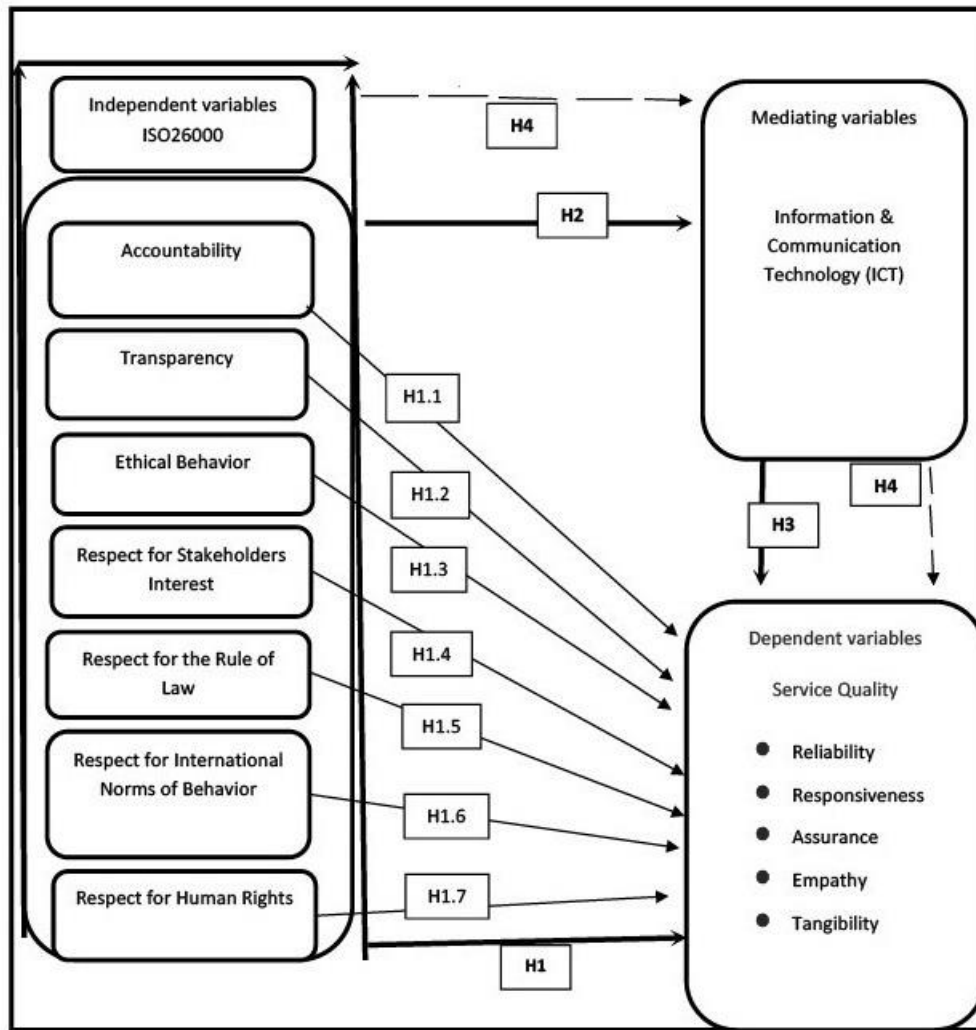 Independent variables
ISO26000
H4
Mediating variables
Information &
Communication
Technology (ICT)
H2
Accountability
Transparency
Ethical Behavior
Respect for Stakeholders
Interest
Respect for the Rule of
Law
Respect for International
Norms of Behavior
Respect for Human Rights
H1.1
H1.2
H1.3
H1.4
H1.5
H1.6
H1.7
H1
H3
H4
Dependent variables
Service Quality
● Reliability
● Responsiveness
● Assurance
● Empathy
● Tangibility